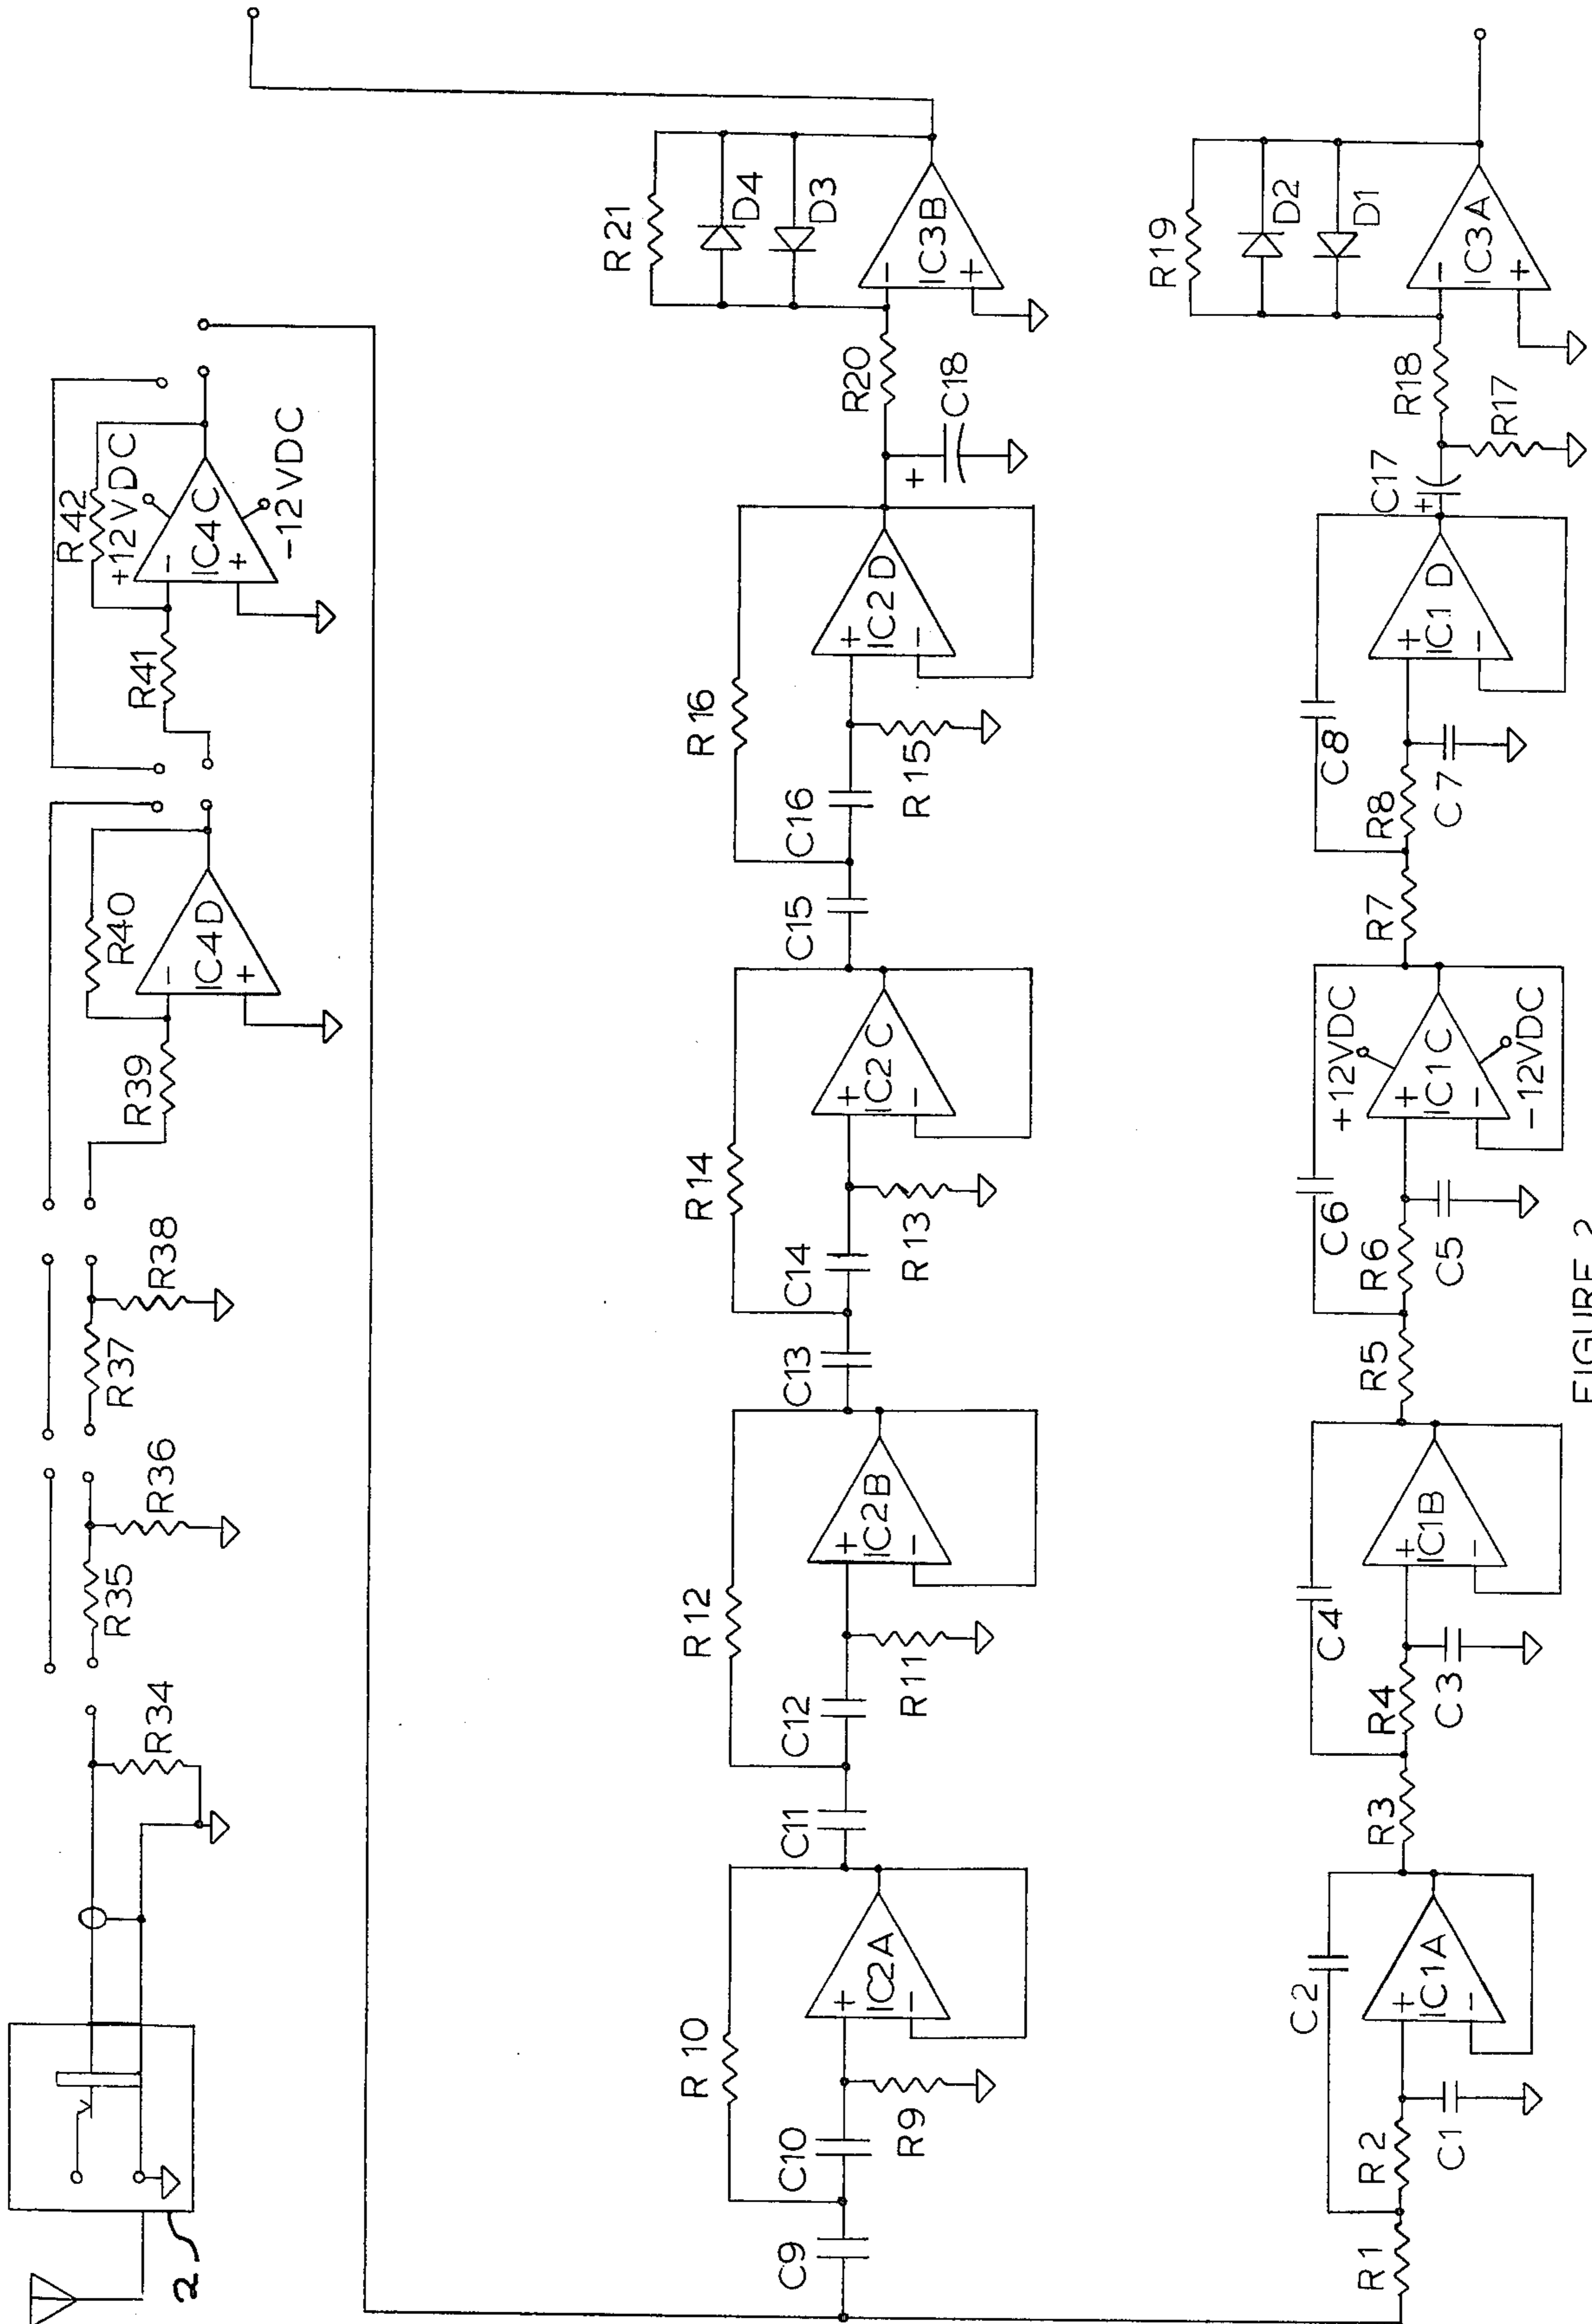 2
R34
R35
R36
R37
R38
R39
R40
IC4D
-
+
R41
R42
+12VDC
IC4C
-
+
-12VDC
C9
C10
R9
R10
IC2A
+
-
C11
C12
R11
R12
IC2B
+
-
C13
C14
R13
R14
IC2C
+
-
C15
C16
R15
R16
IC2D
+
-
+
C18
R20
R21
D4
D3
IC3B
-
+
R1
R2
C1
C2
IC1A
+
-
R3
R4
C3
C4
IC1B
+
-
R5
R6
C5
C6
+12VDC
IC1C
+
-
-12VDC
R7
R8
C7
C8
IC1D
+
-
C17
+
R17
R18
R19
D2
D1
IC3A
-
+
FIGURE 2